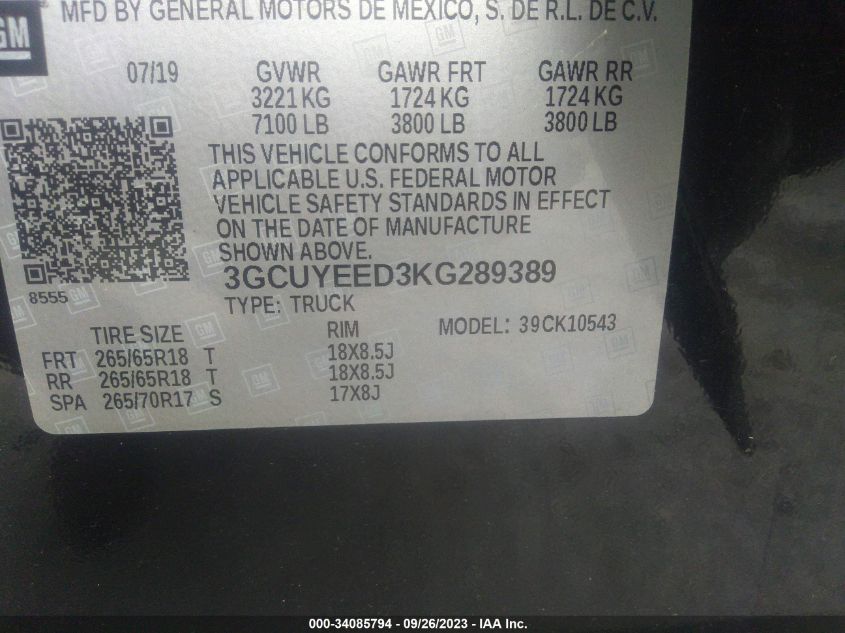 MFD BY GENERAL MOTORS DE MEXICO, S. DE R.L. DE C.V.
GM
07/19 GVWR GAWR FRT GAWR RR
3221 KG 1724 KG 1724 KG
7100 LB 3800 LB 3800 LB
THIS VEHICLE CONFORMS TO ALL
APPLICABLE U.S. FEDERAL MOTOR
VEHICLE SAFETY STANDARDS IN EFFECT
ON THE DATE OF MANUFACTURE
SHOWN ABOVE.
8555 3GCUYEED3KG289389
TYPE: TRUCK
TIRE SIZE RIM MODEL: 39CK10543
FRT 265/65R18 T 18X8.5J
RR 265/65R18 T 18X8.5J
SPA 265/70R17 S 17X8J
000-34085794 - 09/26/2023 - IAA Inc.